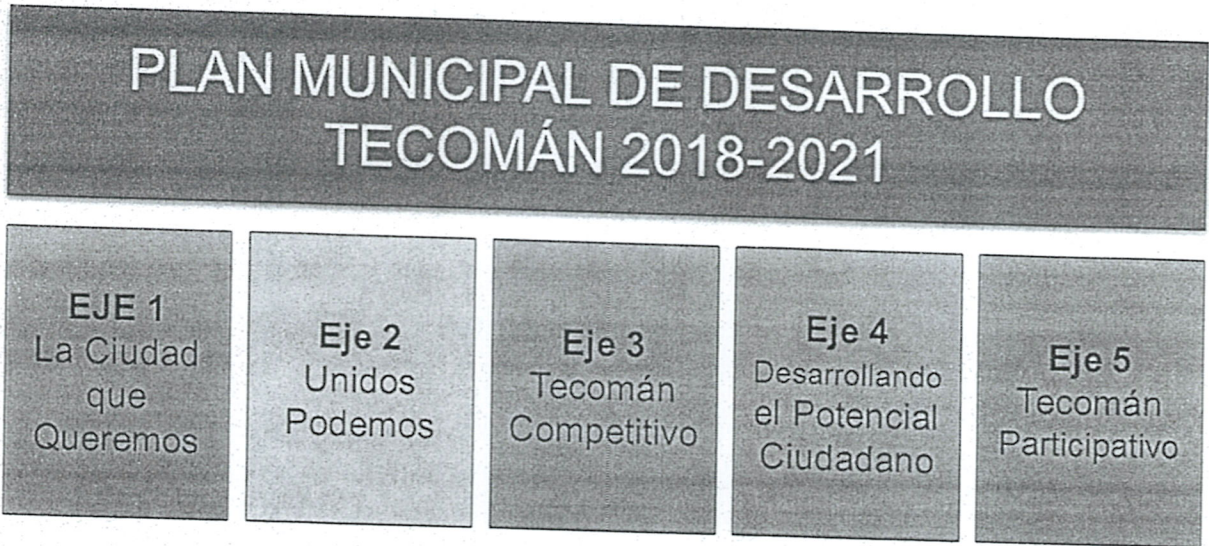 PLAN MUNICIPAL DE DESARROLLO
TECOMÁN 2018-2021
EJE 1
La Ciudad
que
Queremos
Eje 2
Unidos
Podemos
Eje 3
Tecomán
Competitivo
Eje 4
Desarrollando
el Potencial
Ciudadano
Eje 5
Tecomán
Participativo